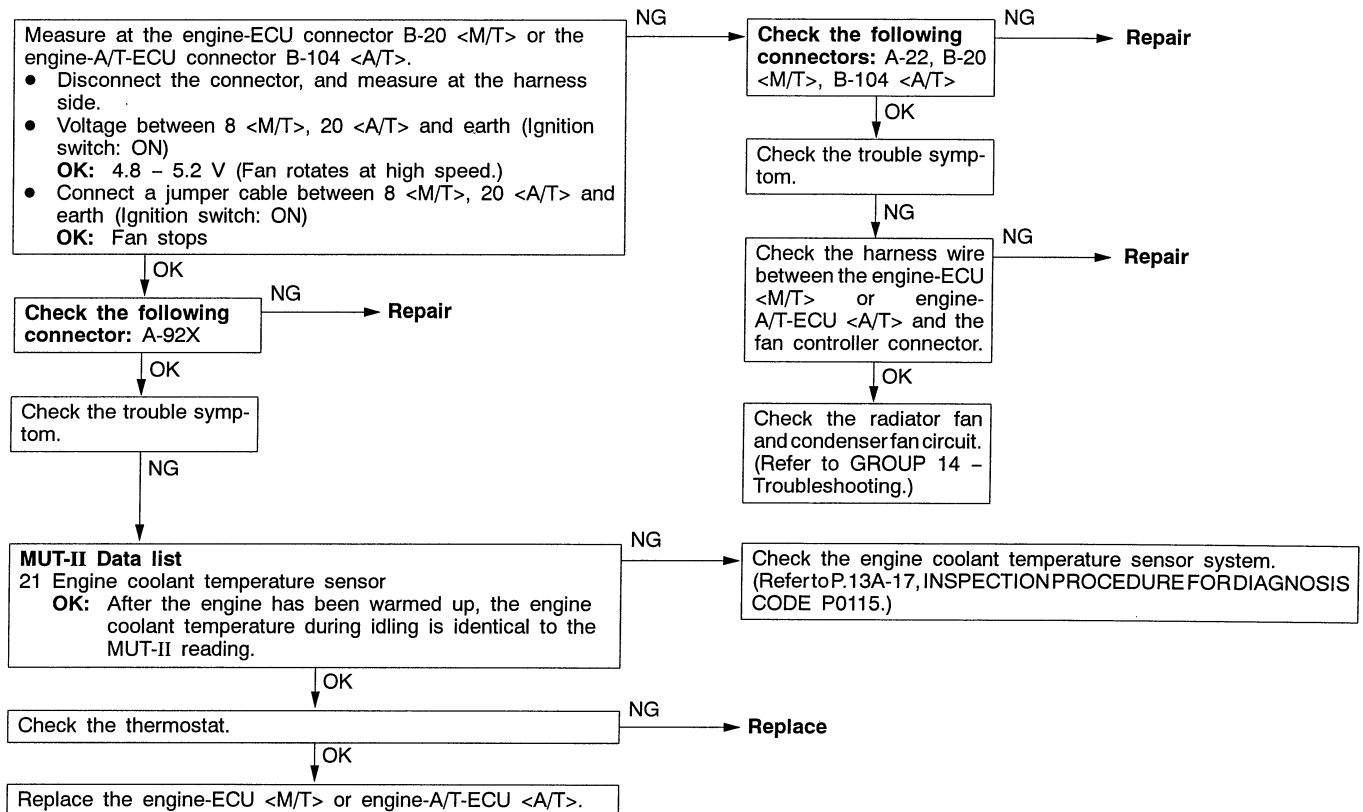 Measure at the engine-ECU connector B-20 <M/T> or the
engine-A/T-ECU connector B-104 <A/T>.
● Disconnect the connector, and measure at the harness
side.
● Voltage between 8 <M/T>, 20 <A/T> and earth (Ignition
switch: ON)
OK: 4.8 – 5.2 V (Fan rotates at high speed.)
● Connect a jumper cable between 8 <M/T>, 20 <A/T> and
earth (Ignition switch: ON)
OK: Fan stops
NG
Check the following
connectors: A-22, B-20
<M/T>, B-104 <A/T>
NG
Repair
OK
Check the trouble symp-
tom.
NG
Check the harness wire
between the engine-ECU
<M/T> or engine-
A/T-ECU <A/T> and the
fan controller connector.
NG
Repair
OK
Check the radiator fan
and condenser fan circuit.
(Refer to GROUP 14 –
Troubleshooting.)
OK
Check the following
connector: A-92X
NG
Repair
OK
Check the trouble symp-
tom.
NG
MUT-II Data list
21 Engine coolant temperature sensor
OK: After the engine has been warmed up, the engine
coolant temperature during idling is identical to the
MUT-II reading.
NG
Check the engine coolant temperature sensor system.
(Refer to P.13A-17, INSPECTION PROCEDURE FOR DIAGNOSIS
CODE P0115.)
OK
Check the thermostat.
NG
Replace
OK
Replace the engine-ECU <M/T> or engine-A/T-ECU <A/T>.